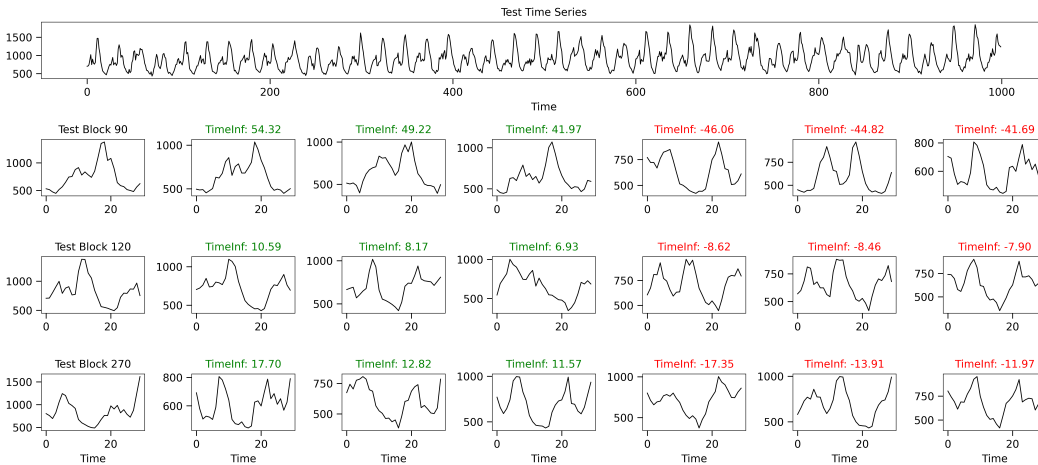 Test Time Series
1500
1000
500
0 200 400 600 800 1000
Time
Test Block 90 TimeInf: 54.32 TimeInf: 49.22 TimeInf: 41.97 TimeInf: -46.06 TimeInf: -44.82 TimeInf: -41.69
1000 1000 1000 1000 750 750 800
500 500 500 500 500 500 600
0 20 0 20 0 20 0 20 0 20 0 20 0 20
Test Block 120 TimeInf: 10.59 TimeInf: 8.17 TimeInf: 6.93 TimeInf: -8.62 TimeInf: -8.46 TimeInf: -7.90
1000 1000 1000 1000 750 750 750
500 500 500 500 500 500 500
0 20 0 20 0 20 0 20 0 20 0 20 0 20
Test Block 270 TimeInf: 17.70 TimeInf: 12.82 TimeInf: 11.57 TimeInf: -17.35 TimeInf: -13.91 TimeInf: -11.97
1500 800 750 1000 1000 1000 750
1000 600 500 500 500 500 500
500
0 20 0 20 0 20 0 20 0 20 0 20 0 20
Time Time Time Time Time Time Time